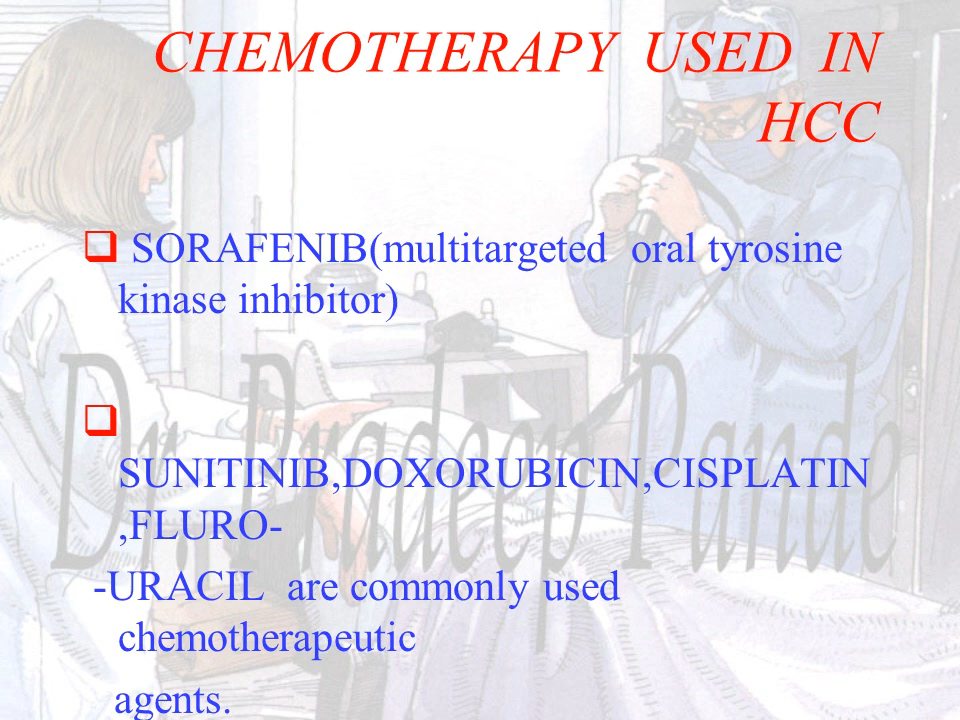 CHEMOTHERAPY USED IN
HCC
SORAFENIB(multitargeted oral tyrosine
kinase inhibitor)
SUNITINIB,DOXORUBICIN,CISPLATIN
,FLURO-
-URACIL are commonly used
chemotherapeutic
agents.
Dr. Pradeep Pande